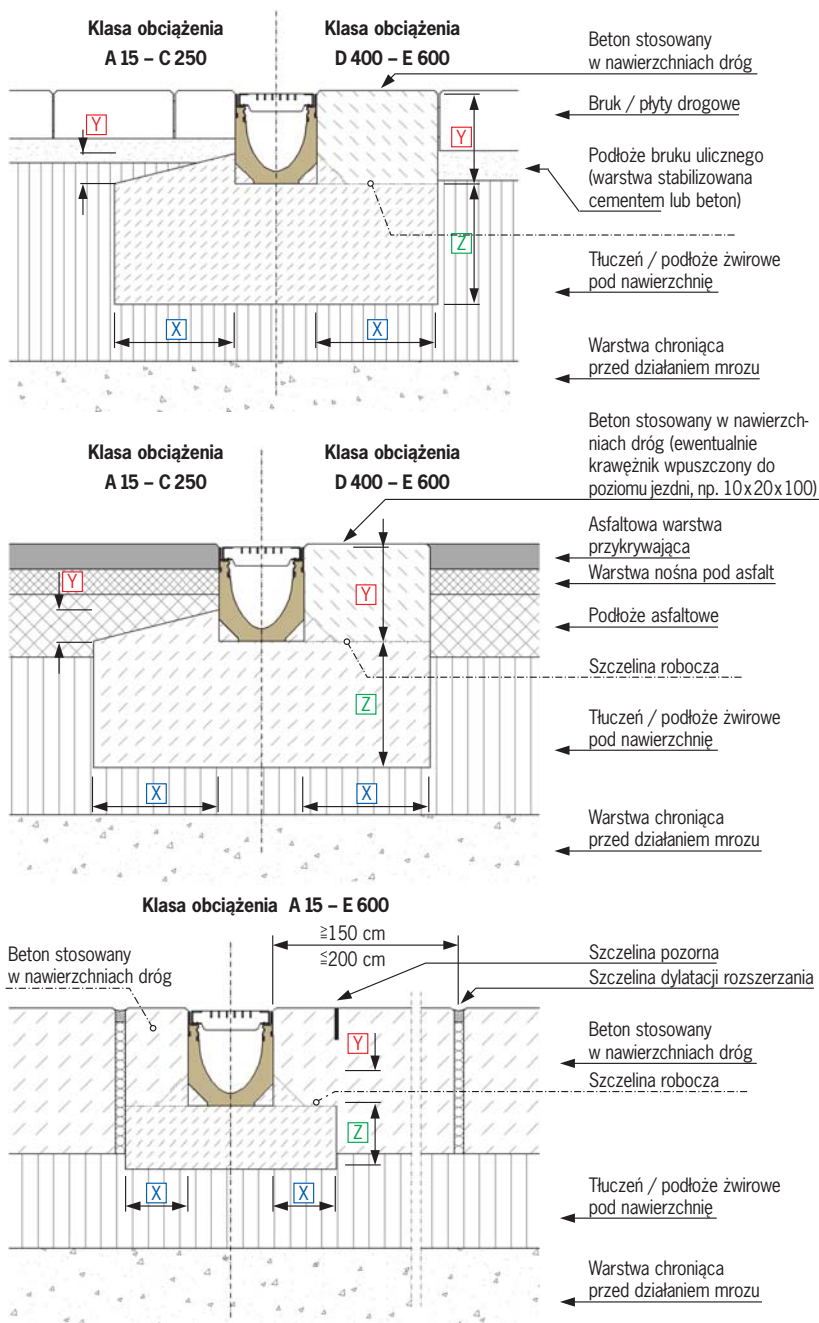 Klasa obciążenia
A 15 – C 250
Klasa obciążenia
D 400 – E 600
Beton stosowany
w nawierzchniach dróg
Bruk / płyty drogowe
Podłoże bruku ulicznego
(warstwa stabilizowana
cementem lub beton)
Tłuczeń / podłoże żwirowe
pod nawierzchnię
Warstwa chroniąca
przed działaniem mrozu
Y
Y
Z
X
X
Klasa obciążenia
A 15 – C 250
Klasa obciążenia
D 400 – E 600
Beton stosowany w nawierzch-
niach dróg (ewentualnie
krawężnik wpuszczony do
poziomu jezdni, np. 10x20x100)
Asfaltowa warstwa
przykrywająca
Warstwa nośna pod asfalt
Podłoże asfaltowe
Szczelina robocza
Tłuczeń / podłoże żwirowe
pod nawierzchnię
Warstwa chroniąca
przed działaniem mrozu
Y
Y
Z
X
X
Klasa obciążenia A 15 – E 600
≧150 cm
≦200 cm
Beton stosowany
w nawierzchniach dróg
Szczelina pozorna
Szczelina dylatacji rozszerzania
Beton stosowany
w nawierzchniach dróg
Szczelina robocza
Tłuczeń / podłoże żwirowe
pod nawierzchnię
Warstwa chroniąca
przed działaniem mrozu
Y
Z
X
X